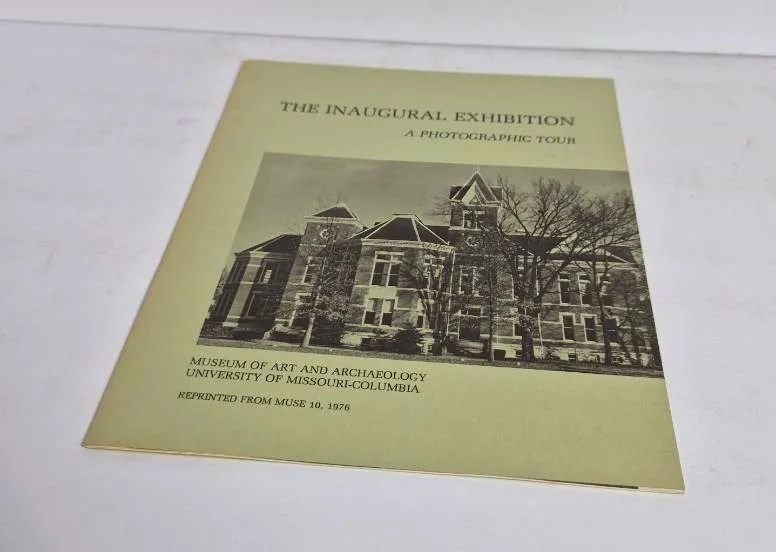 THE INAUGURAL EXHIBITION
A PHOTOGRAPHIC TOUR
MUSEUM OF ART AND ARCHAEOLOGY
UNIVERSITY OF MISSOURI-COLUMBIA
REPRINTED FROM MUSE 10, 1976